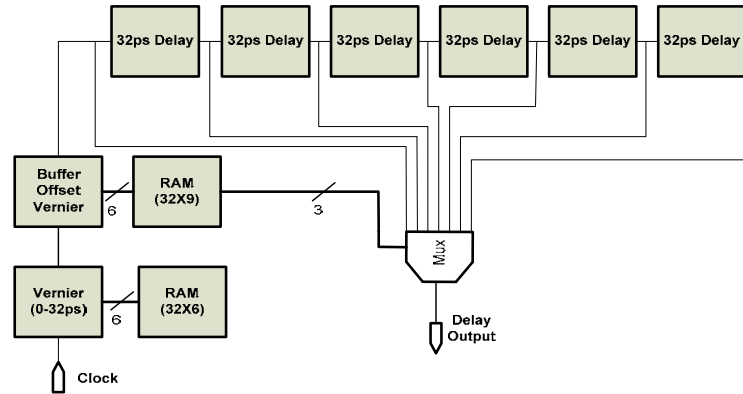 32ps Delay
32ps Delay
32ps Delay
32ps Delay
32ps Delay
32ps Delay
Buffer
Offset
Vernier
6
RAM
(32X9)
3
Mux
Vernier
(0-32ps)
6
RAM
(32X6)
Delay
Output
Clock